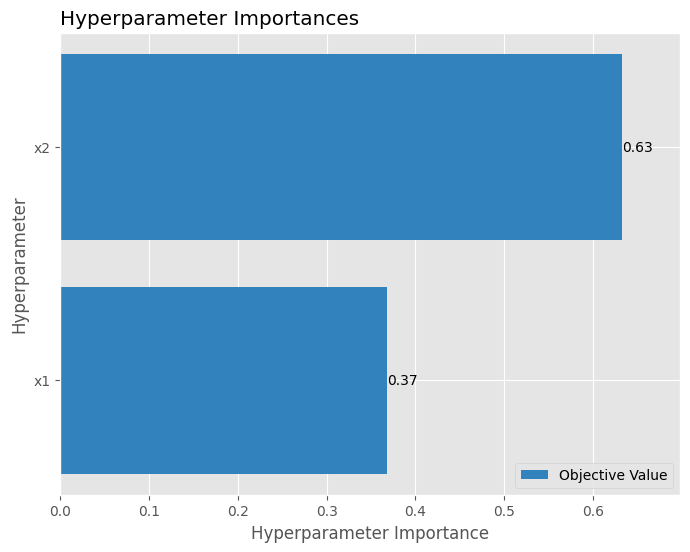 Hyperparameter Importances
Hyperparameter
x2
0.63
x1
0.37
Objective Value
0.0 0.1 0.2 0.3 0.4 0.5 0.6
Hyperparameter Importance